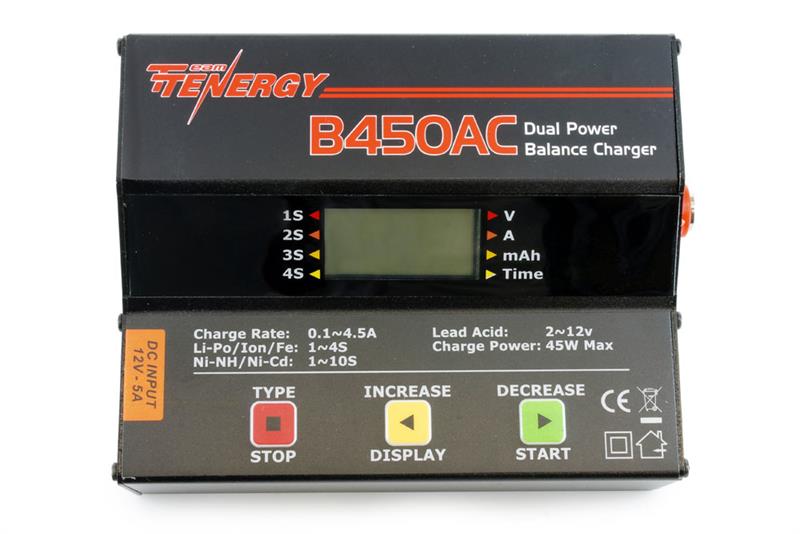 Team
TENERGY
B450AC Dual Power
Balance Charger
1S V
2S A
3S mAh
4S Time
DC INPUT
12V - 5A
Charge Rate: 0.1~4.5A
Li-Po/Ion/Fe: 1~4S
Ni-NH/Ni-Cd: 1~10S
Lead Acid: 2~12v
Charge Power: 45W Max
TYPE
STOP
INCREASE
DISPLAY
DECREASE
START
CE